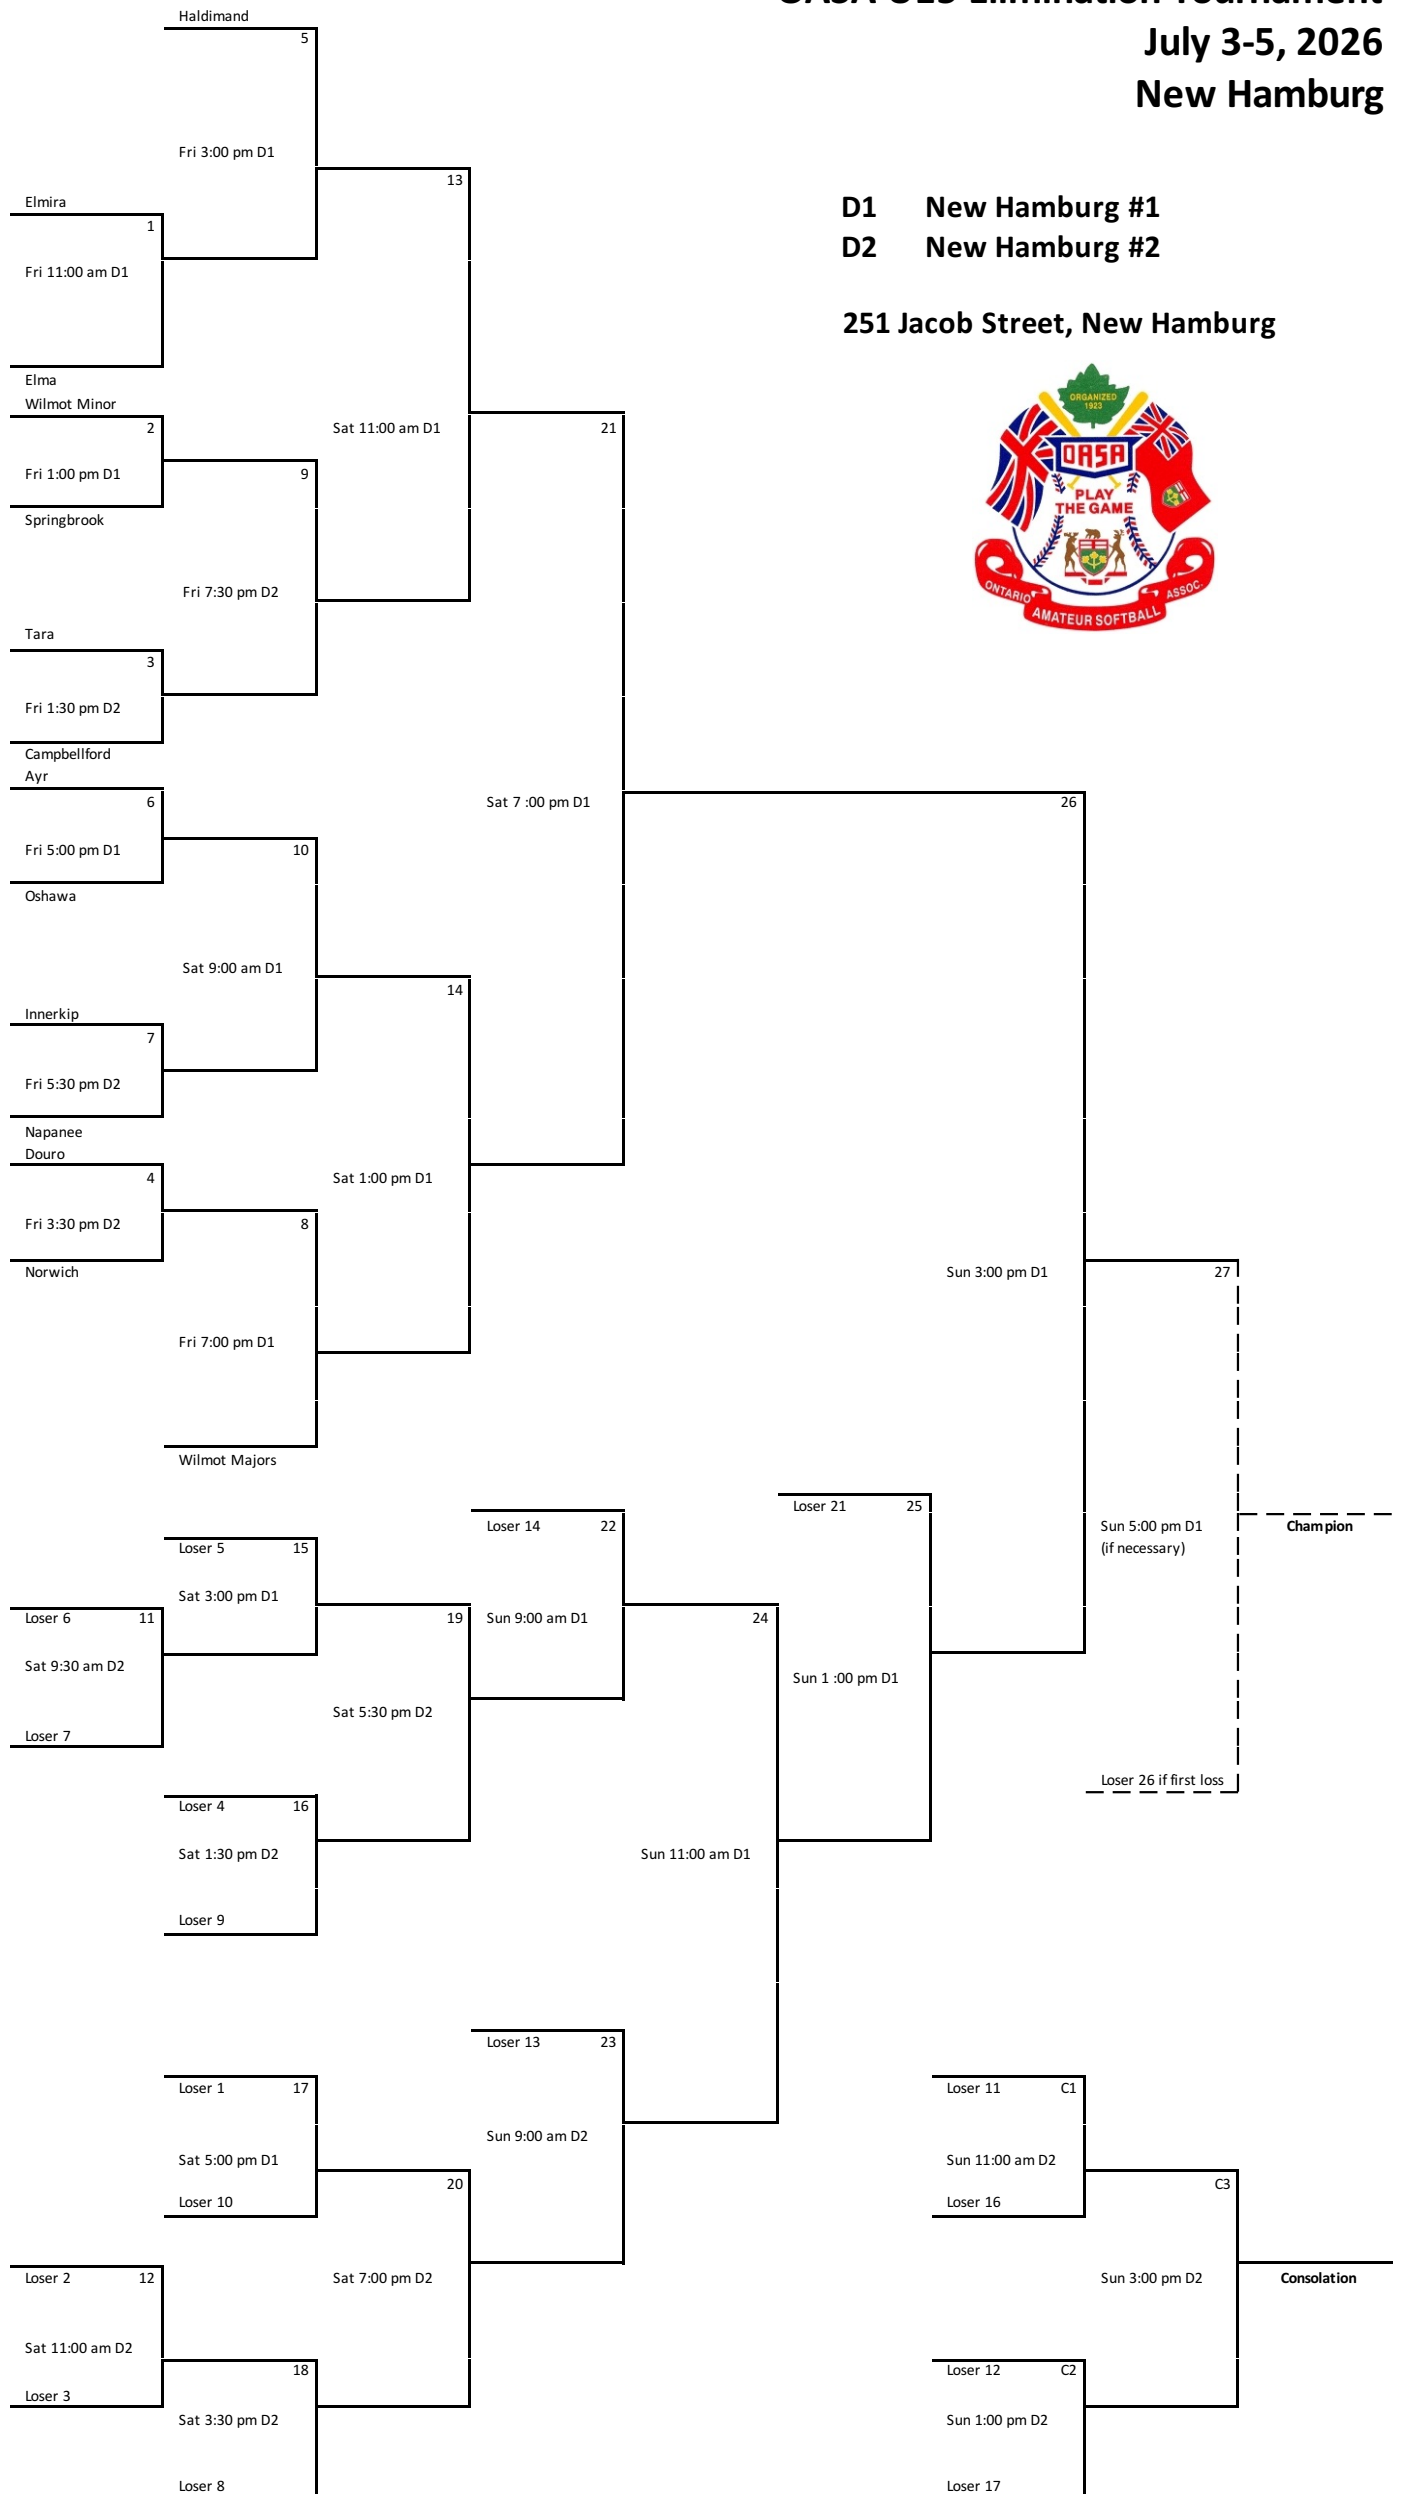 Haldimand
5
July 3-5, 2026
New Hamburg
Fri 3:00 pm D1
13
Elmira
1
Fri 11:00 am D1
D1 New Hamburg #1
D2 New Hamburg #2
251 Jacob Street, New Hamburg
ORGANIZED
1923
OASA
PLAY
THE GAME
ONTARIO
AMATEUR SOFTBALL
ASSOC.
Elma
Wilmot Minor
2
Fri 1:00 pm D1
Springbrook
9
Sat 11:00 am D1
21
Fri 7:30 pm D2
Tara
3
Fri 1:30 pm D2
Campbellford
Ayr
6
Fri 5:00 pm D1
Oshawa
10
Sat 7 :00 pm D1
26
Sat 9:00 am D1
14
Innerkip
7
Fri 5:30 pm D2
Napanee
Douro
4
Fri 3:30 pm D2
Norwich
Sat 1:00 pm D1
8
Fri 7:00 pm D1
Wilmot Majors
Sun 3:00 pm D1
27
Loser 21 25
Loser 14 22
Sun 5:00 pm D1
(if necessary)
Champion
Loser 5 15
Sat 3:00 pm D1
Loser 6 11
Sat 9:30 am D2
Loser 7
19
Sun 9:00 am D1
24
Sun 1 :00 pm D1
Sat 5:30 pm D2
Loser 26 if first loss
Loser 4 16
Sat 1:30 pm D2
Loser 9
Sun 11:00 am D1
Loser 13 23
Loser 1 17
Sat 5:00 pm D1
Loser 10
Sun 9:00 am D2
Loser 11 C1
Sun 11:00 am D2
Loser 16
20
C3
Loser 2 12
Sat 11:00 am D2
Loser 3
Sat 7:00 pm D2
Sun 3:00 pm D2
Consolation
18
Sat 3:30 pm D2
Loser 8
Loser 12 C2
Sun 1:00 pm D2
Loser 17